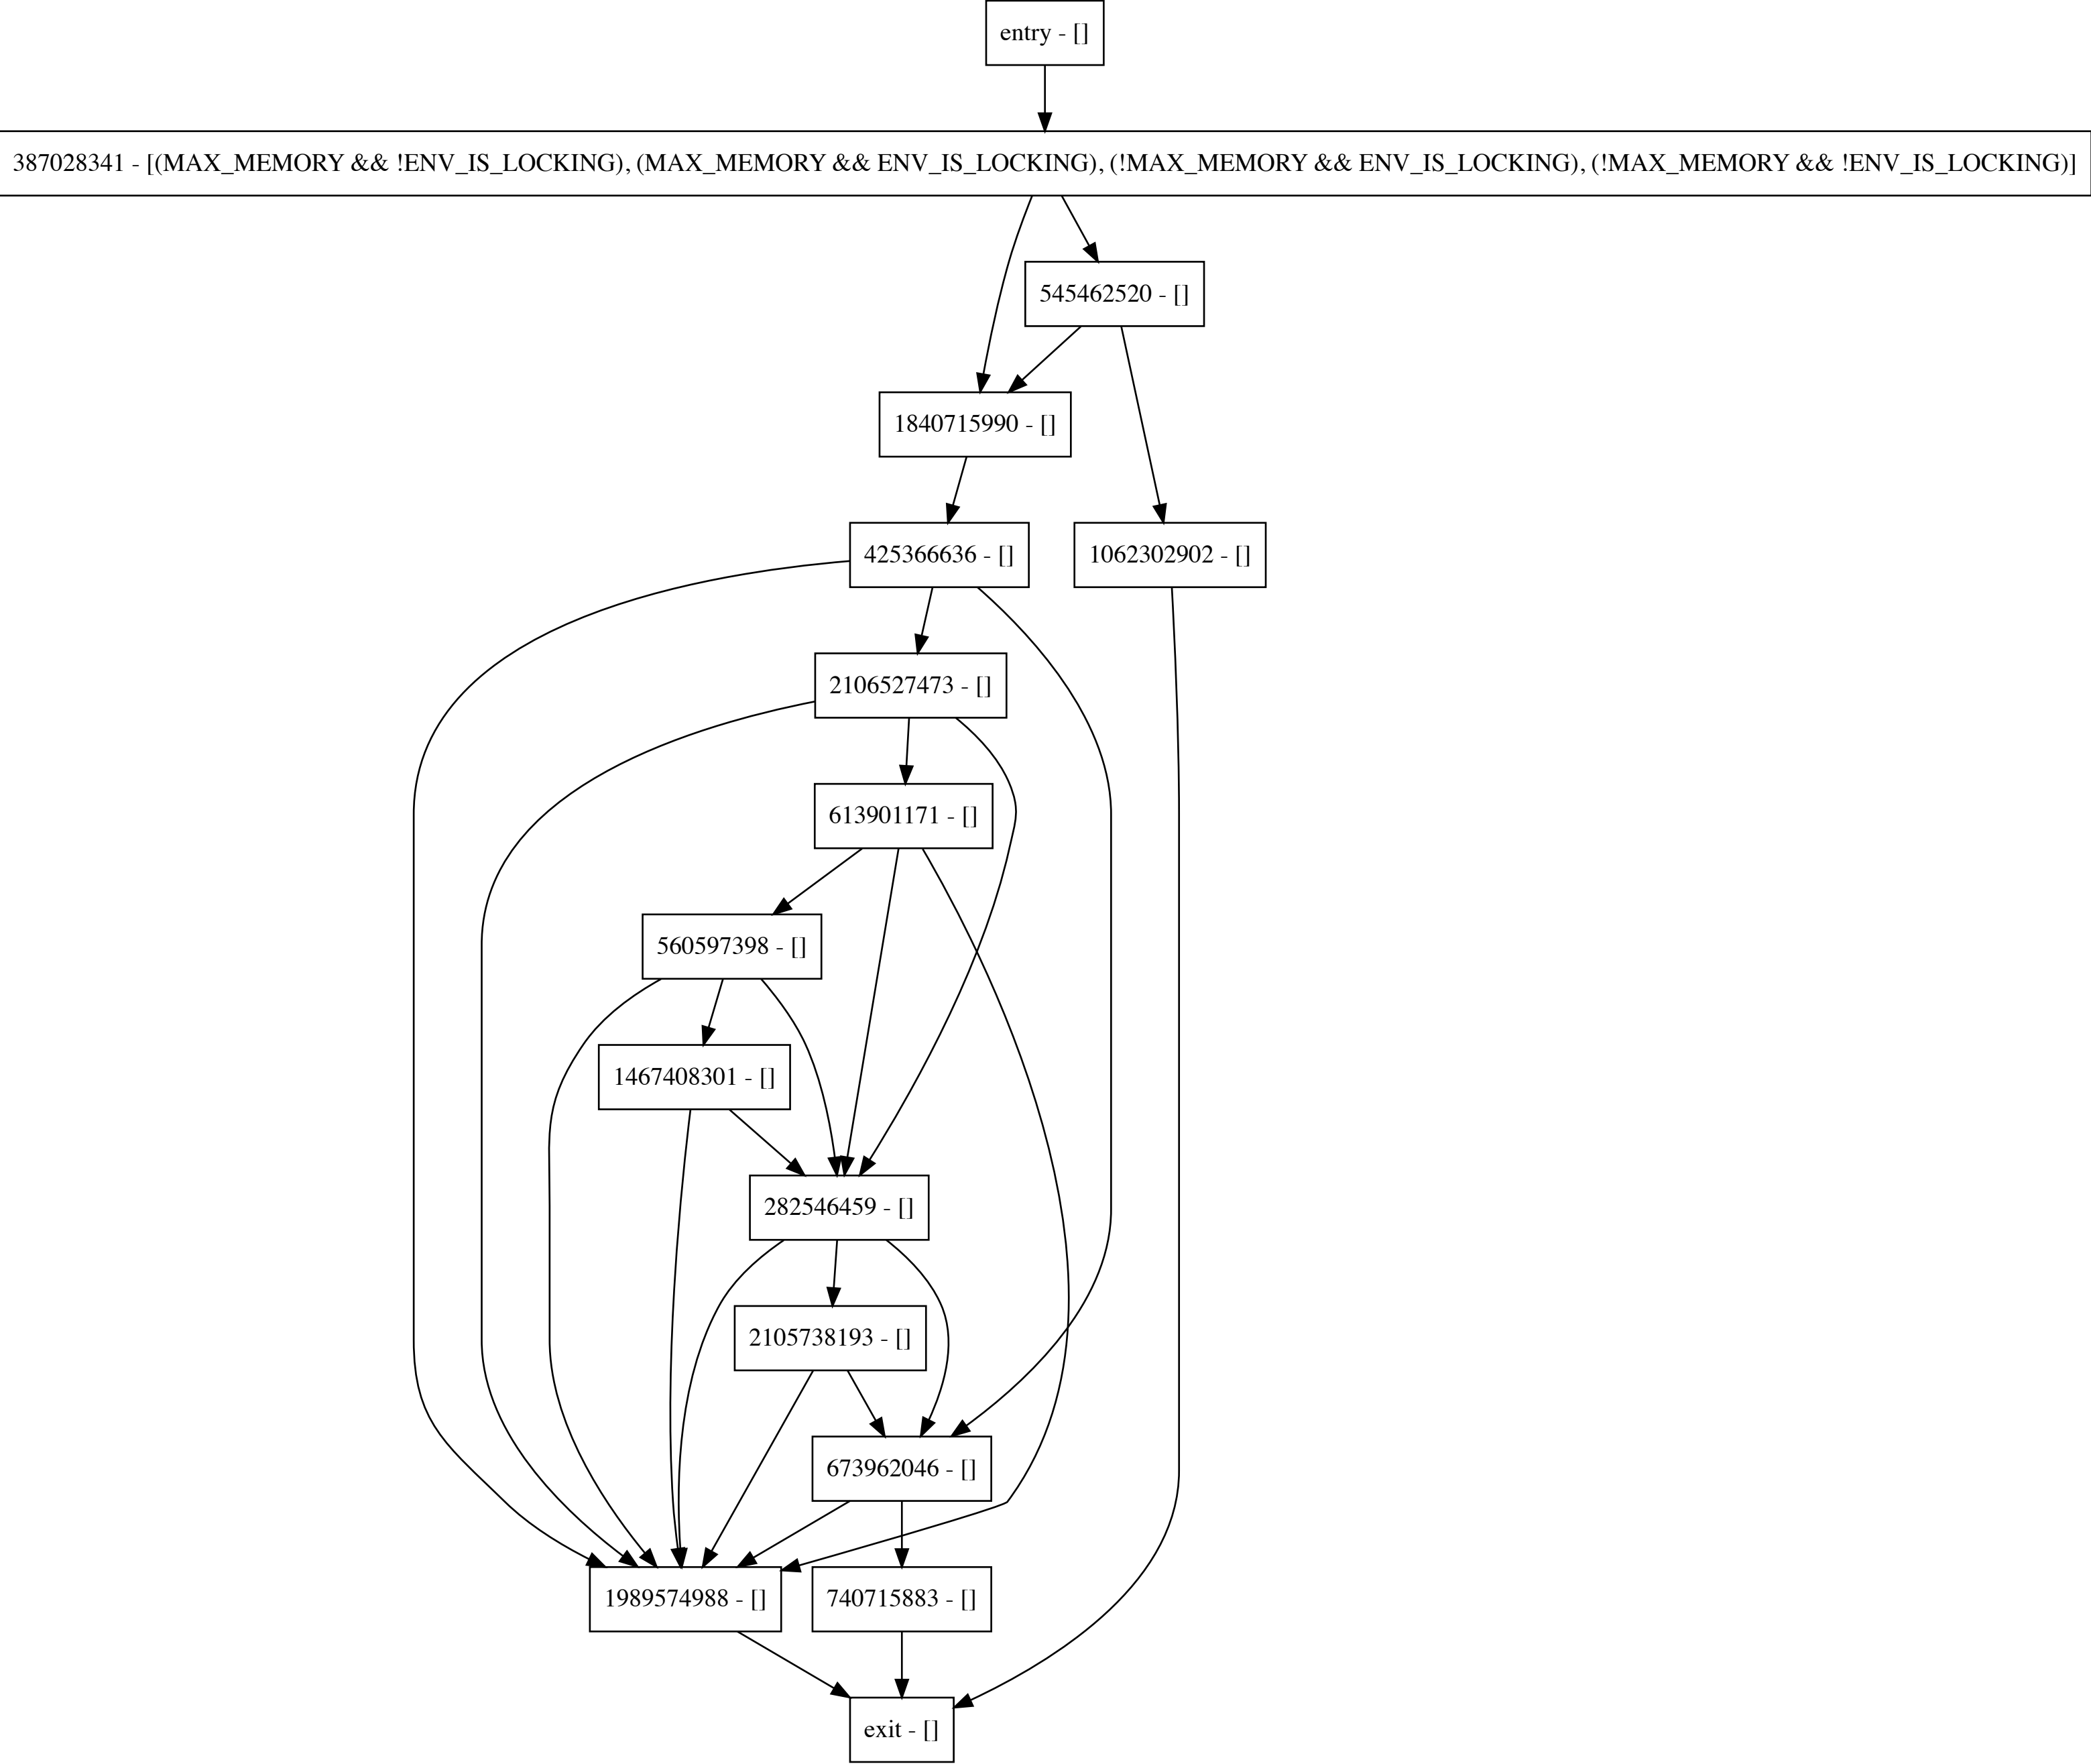 entry - []
387028341 - [(MAX_MEMORY && !ENV_IS_LOCKING), (MAX_MEMORY && ENV_IS_LOCKING), (!MAX_MEMORY && ENV_IS_LOCKING), (!MAX_MEMORY && !ENV_IS_LOCKING)]
545462520 - []
1840715990 - []
425366636 - []
1062302902 - []
2106527473 - []
613901171 - []
560597398 - []
1467408301 - []
282546459 - []
2105738193 - []
673962046 - []
1989574988 - []
740715883 - []
exit - []